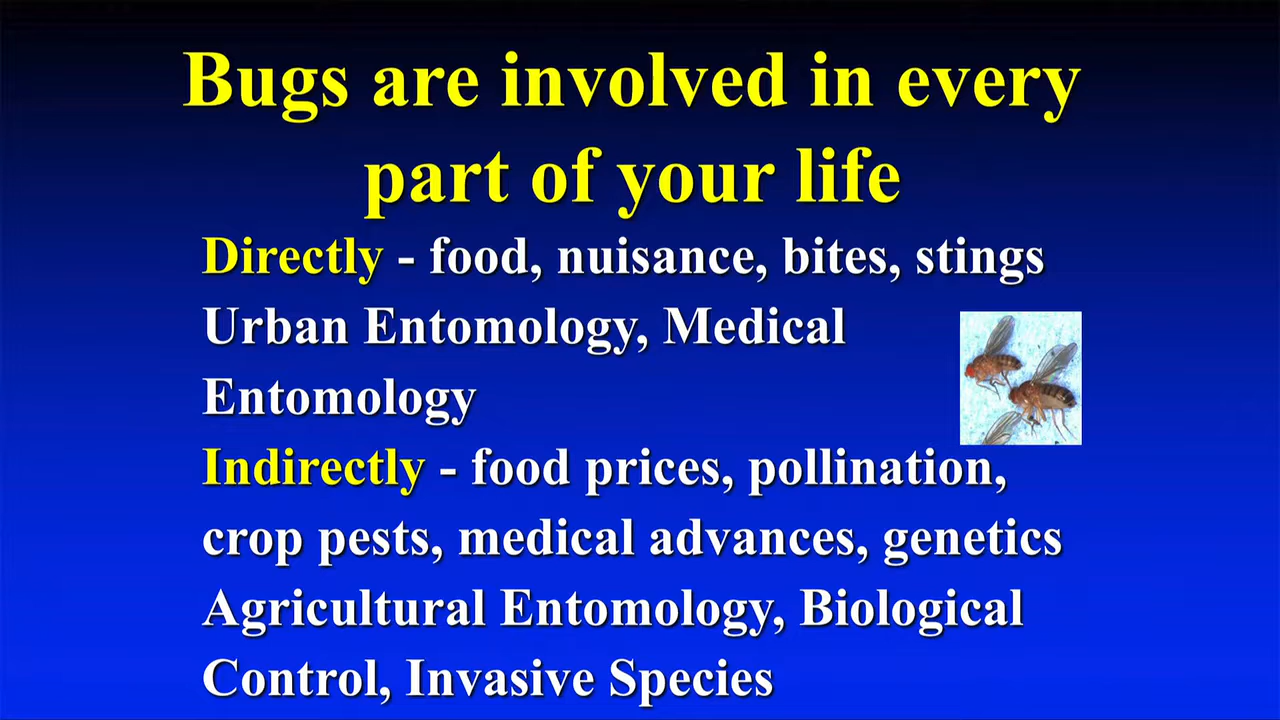 Bugs are involved in every
part of your life
Directly - food, nuisance, bites, stings
Urban Entomology, Medical
Entomology
Indirectly - food prices, pollination,
crop pests, medical advances, genetics
Agricultural Entomology, Biological
Control, Invasive Species